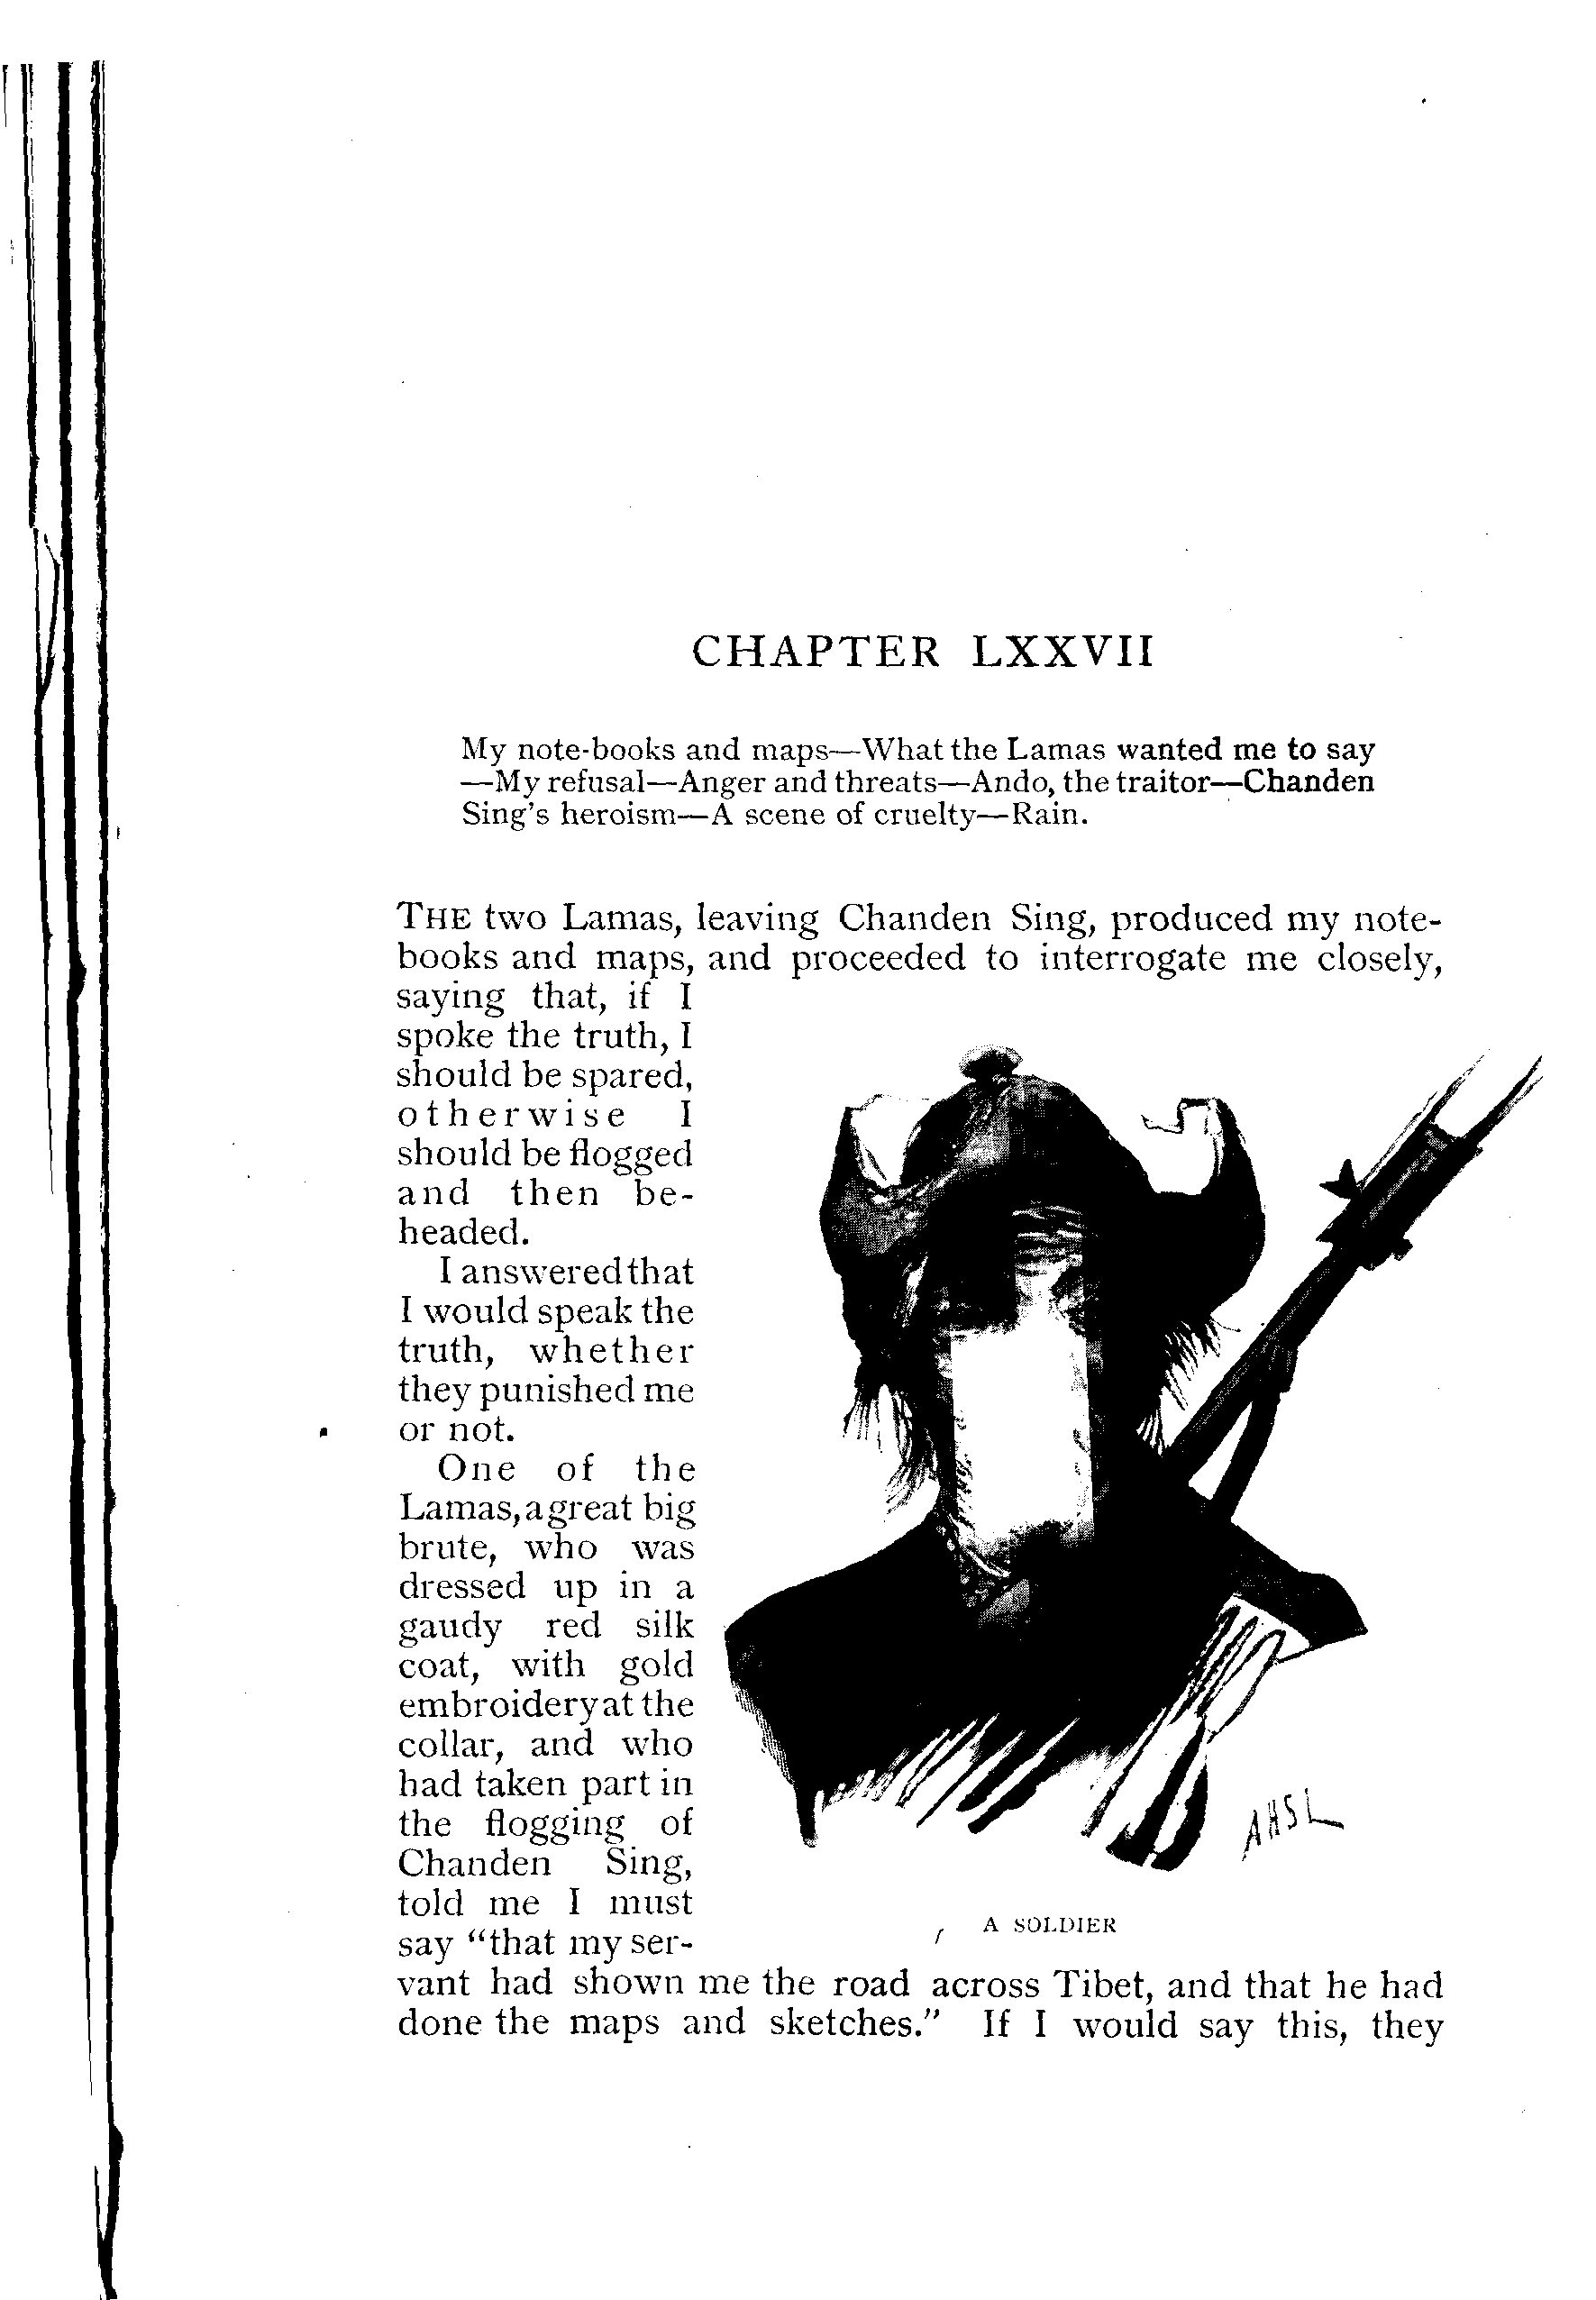 CHAPTER LXXVII
My note-books and maps—What the Lamas wanted me to say
—My refusal—Anger and threats—Ando, the traitor—Chanden
Sing's heroism—A scene of cruelty—Rain.
THE two Lamas, leaving Chanden Sing, produced my note-
books and maps, and proceeded to interrogate me closely,
saying that, if I
spoke the truth, I
should be spared,
otherwise I
should be flogged
and then be-
headed.
I answered that
I would speak the
truth, whether
they punished me
or not.
One of the
Lamas, a great big
brute, who was
dressed up in a
gaudy red silk
coat, with gold
embroidery at the
collar, and who
had taken part in
the flogging of
Chanden Sing,
told me I must
say "that my ser-
vant had shown me the road across Tibet, and that he had
done the maps and sketches." If I would say this, they
AHSL
A SOLDIER